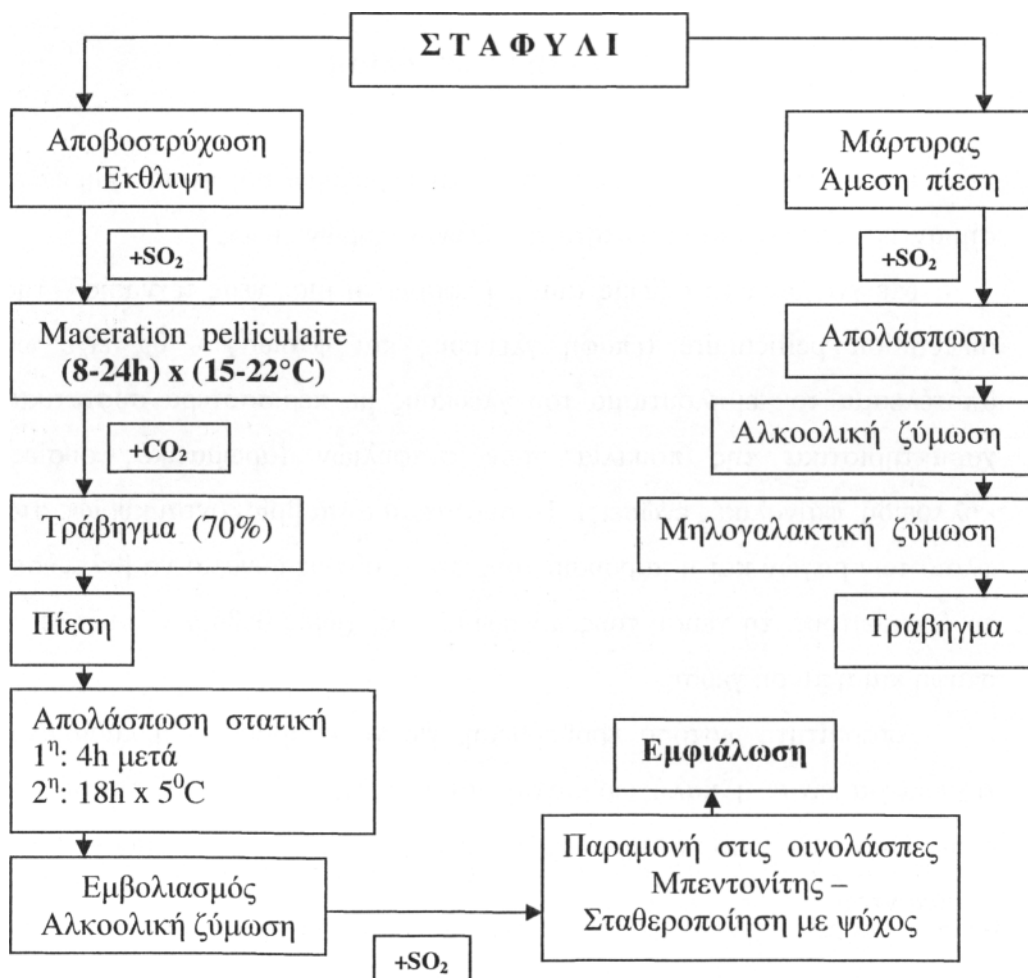 Σ Τ Α Φ Υ Λ Ι
Αποβοστρύχωση
Έκθλιψη
+SO₂
Maceration pelliculaire
(8-24h) x (15-22°C)
+CO₂
Τράβηγμα (70%)
Πίεση
Απολάσπωση στατική
1η: 4h μετά
2η: 18h x 5⁰C
Εμβολιασμός
Αλκοολική ζύμωση
+SO₂
Παραμονή στις οινολάσπες
Μπεντονίτης –
Σταθεροποίηση με ψύχος
Εμφιάλωση
Μάρτυρας
Άμεση πίεση
+SO₂
Απολάσπωση
Αλκοολική ζύμωση
Μηλογαλακτική ζύμωση
Τράβηγμα